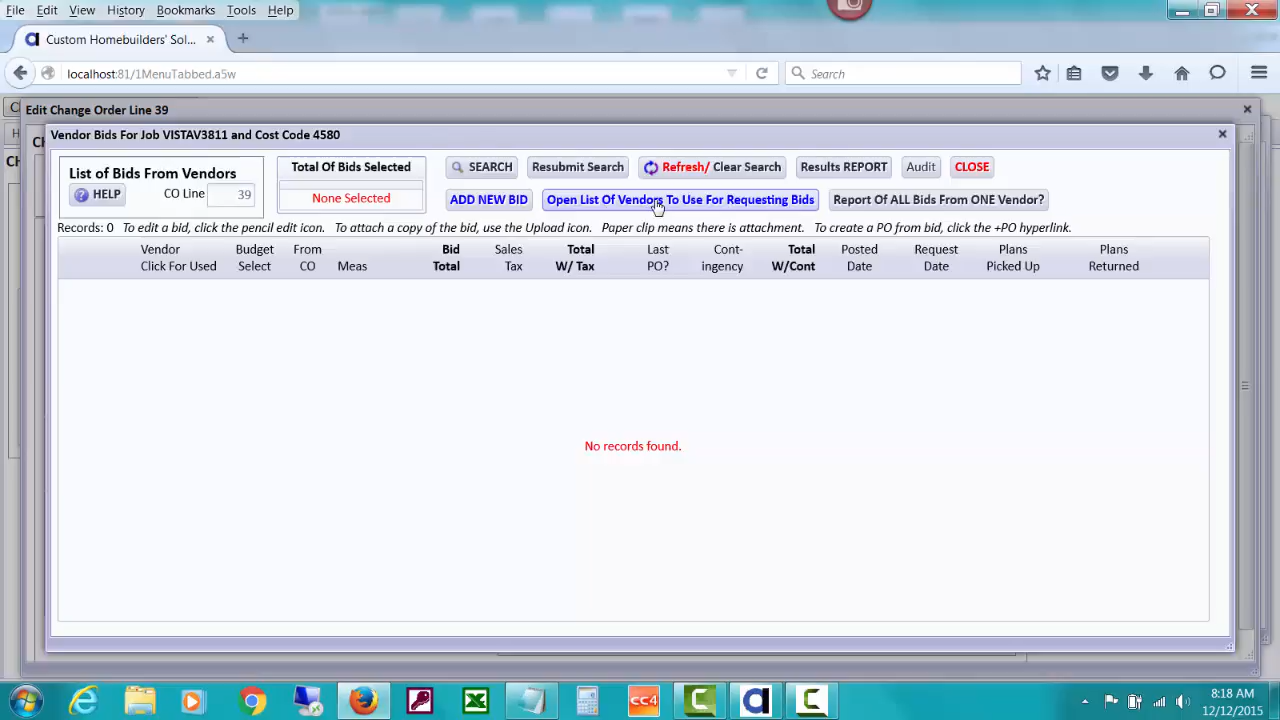 File Edit View History Bookmarks Tools Help
Custom Homebuilders' Sol...
localhost:81/1MenuTabbed.a5w
Search
Edit Change Order Line 39
Vendor Bids For Job VISTAV3811 and Cost Code 4580
List of Bids From Vendors
HELP CO Line 39
Total Of Bids Selected
None Selected
SEARCH Resubmit Search Refresh/ Clear Search Results REPORT Audit CLOSE
ADD NEW BID Open List Of Vendors To Use For Requesting Bids Report Of ALL Bids From ONE Vendor?
Records: 0 To edit a bid, click the pencil edit icon. To attach a copy of the bid, use the Upload icon. Paper clip means there is attachment. To create a PO from bid, click the +PO hyperlink.
Vendor Budget From Bid Sales Total Last Cont- Total Posted Request Plans Plans
Click For Used Select CO Meas Total Tax W/ Tax PO? ingency W/Cont Date Date Picked Up Returned
No records found.
CC4
8:18 AM
12/12/2015